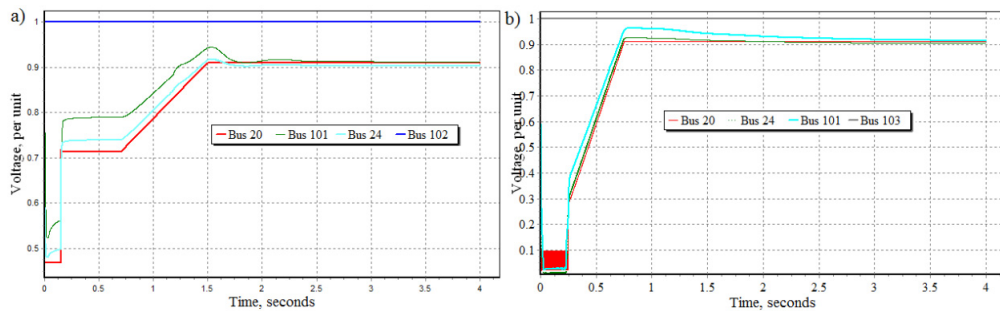 a)
Voltage, per unit
1
0.9
0.8
0.7
0.6
0.5
Bus 20 Bus 101 Bus 24 Bus 102
0 0.5 1 1.5 2 2.5 3 3.5 4
Time, seconds
b)
Voltage, per unit
1
0.9
0.8
0.7
0.6
0.5
0.4
0.3
0.2
0.1
Bus 20 Bus 24 Bus 101 Bus 103
0 0.5 1 1.5 2 2.5 3 3.5 4
Time, seconds